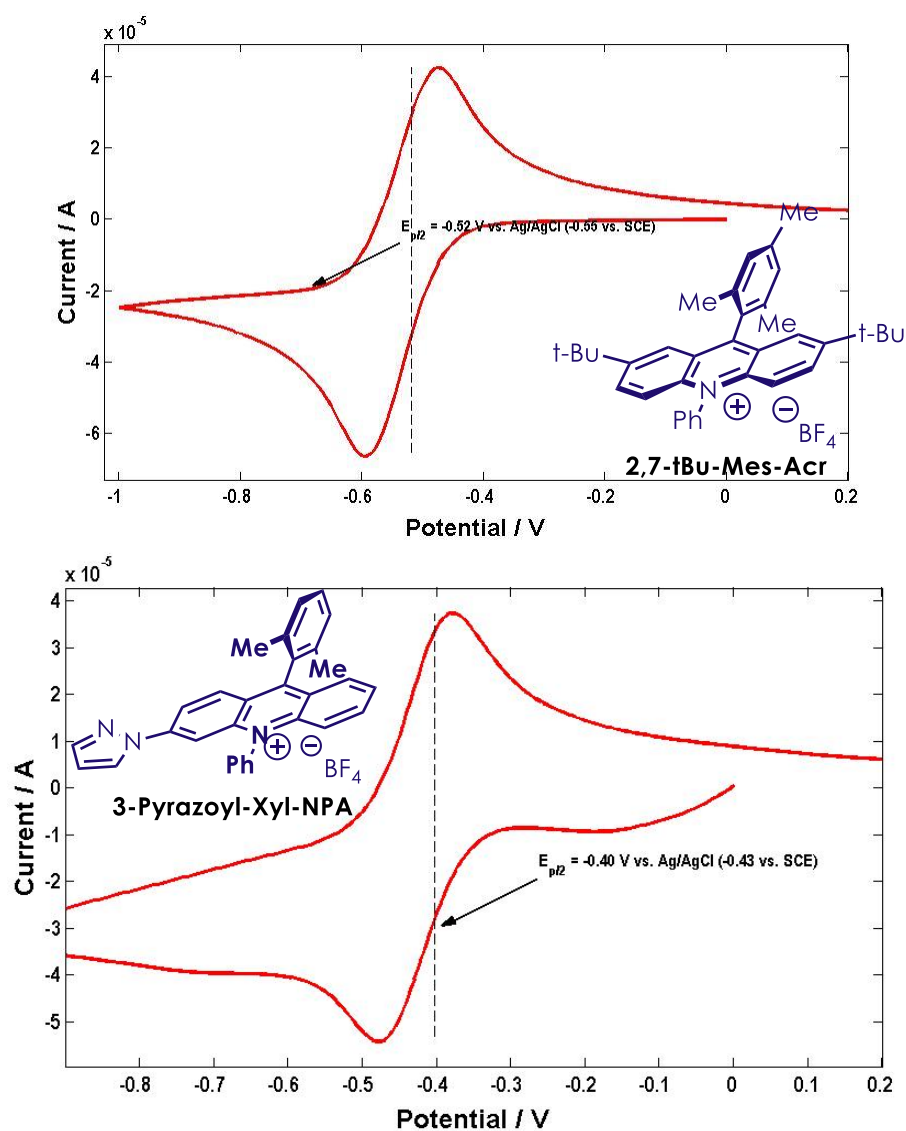 x 10-5
4
2
0
-2
-4
-6
Current / A
Ep/2 = -0.52 V vs. Ag/AgCl (-0.55 vs. SCE)
Me
Me
Me
t-Bu
t-Bu
N
+
−
Ph
BF4
2,7-tBu-Mes-Acr
-1 -0.8 -0.6 -0.4 -0.2 0 0.2
Potential / V
x 10-5
4
3
2
1
0
-1
-2
-3
-4
-5
Current / A
Me
Me
N
N
N
+
−
Ph
BF4
3-Pyrazoyl-Xyl-NPA
Ep/2 = -0.40 V vs. Ag/AgCl (-0.43 vs. SCE)
-0.8 -0.7 -0.6 -0.5 -0.4 -0.3 -0.2 -0.1 0 0.1 0.2
Potential / V